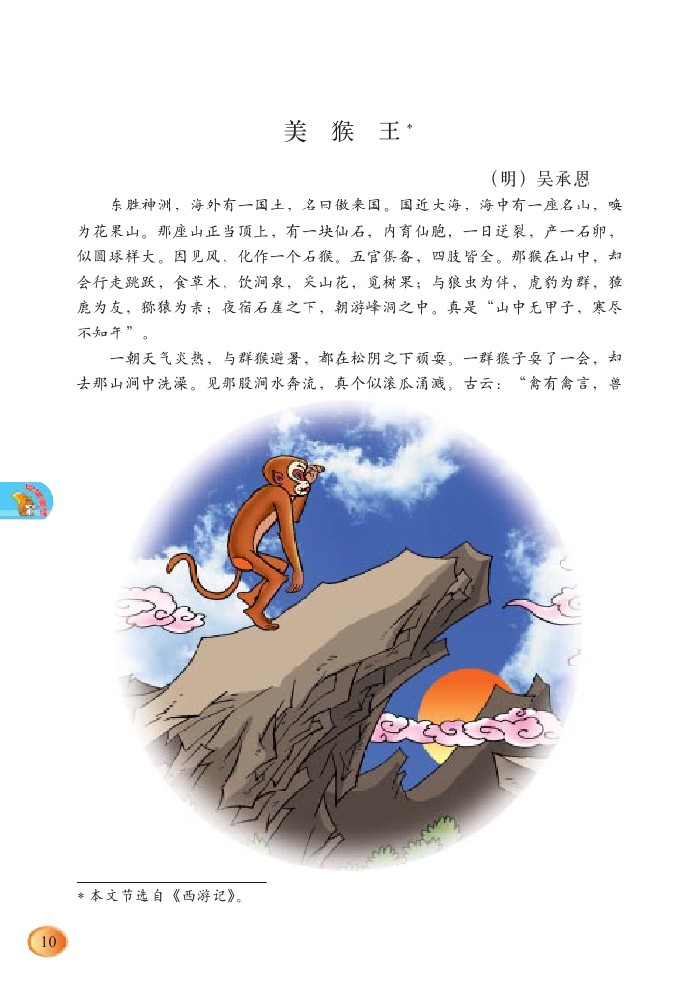 美猴王*
（明）吴承恩
东胜神洲，海外有一国土，名曰傲来国。国近大海，海中有一座名山，唤
为花果山。那座山正当顶上，有一块仙石，内育仙胞，一日迸裂，产一石卵，
似圆球样大。因见风、化作一个石猴。五官俱备，四肢皆全。那猴在山中，却
会行走跳跃，食草木、饮涧泉，采山花，觅树果；与狼虫为伴，虎豹为群，獐
鹿为友，猕猿为亲；夜宿石崖之下，朝游峰洞之中。真是“山中无甲子，寒尽
不知年”。
一朝天气炎热，与群猴避暑，都在松阴之下顽耍。一群猴子耍了一会，却
去那山涧中洗澡。见那股涧水奔流，真个似滚瓜涌溅。古云：“禽有禽言，兽
*本文节选自《西游记》。
10